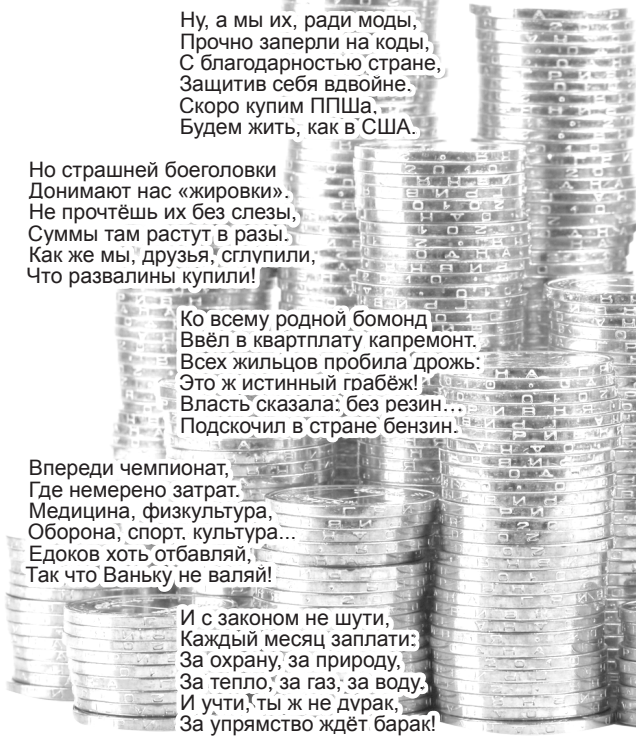 Ну, а мы их, ради моды,
Прочно заперли на коды,
С благодарностью стране,
Защитив себя вдвойне.
Скоро купим ППШа,
Будем жить, как в США.
Но страшней боеголовки
Донимают нас «жировки».
Не прочтёшь их без слезы,
Суммы там растут в разы.
Как же мы, друзья, сглупили,
Что развалины купили!
Ко всему родной бомонд
Ввёл в квартплату капремонт.
Всех жильцов пробила дрожь:
Это ж истинный грабёж!
Власть сказала: без резин...
Подскочил в стране бензин.
Впереди чемпионат,
Где немерено затрат.
Медицина, физкультура,
Оборона, спорт, культура...
Едоков хоть отбавляй,
Так что Ваньку не валяй!
И с законом не шути,
Каждый месяц заплати:
За охрану, за природу,
За тепло, за газ, за воду.
И учти, ты ж не дурак,
За упрямство ждёт барак!